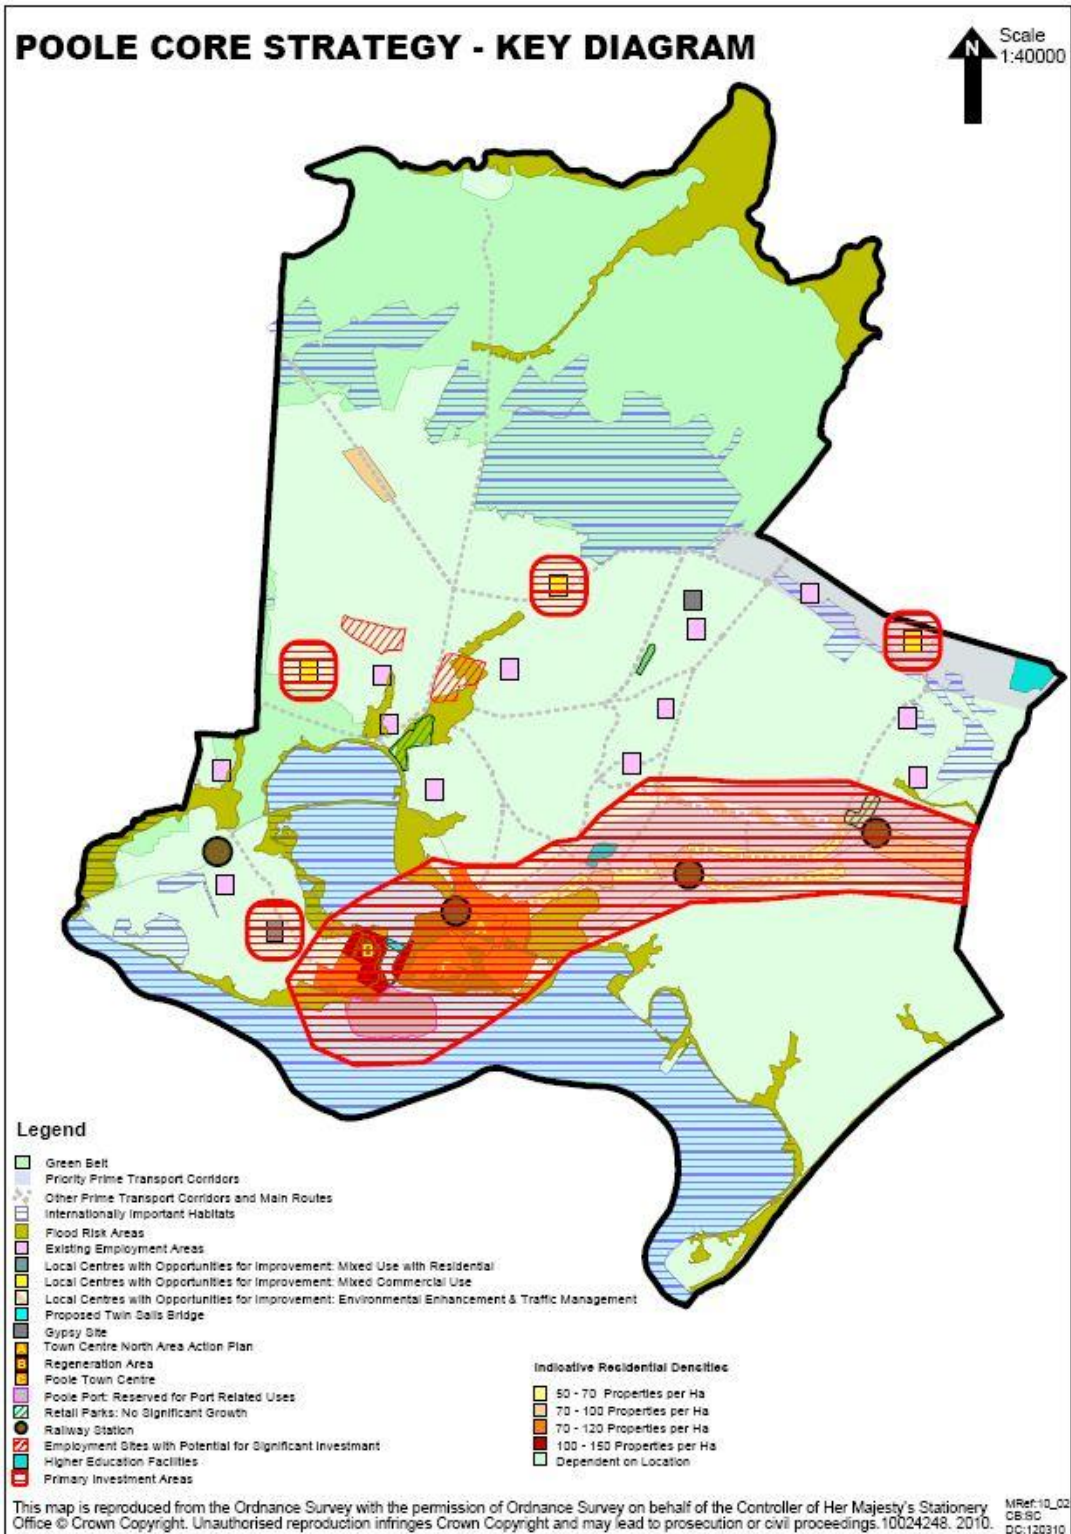 POOLE CORE STRATEGY - KEY DIAGRAM
N
Scale
1:40000
B
Legend
Green Belt
Priority Prime Transport Corridors
Other Prime Transport Corridors and Main Routes
Internationally Important Habitats
Flood Risk Areas
Existing Employment Areas
Local Centres with Opportunities for Improvement: Mixed Use with Residential
Local Centres with Opportunities for Improvement: Mixed Commercial Use
Local Centres with Opportunities for Improvement: Environmental Enhancement & Traffic Management
Proposed Twin Sails Bridge
Gypsy Site
A Town Centre North Area Action Plan
B Regeneration Area
C Poole Town Centre
Poole Port: Reserved for Port Related Uses
Retail Parks: No Significant Growth
Railway Station
Employment Sites with Potential for Significant Investmant
Higher Education Facilities
Primary Investment Areas
Indicative Residential Densities
50 - 70 Properties per Ha
70 - 100 Properties per Ha
70 - 120 Properties per Ha
100 - 150 Properties per Ha
Dependent on Location
This map is reproduced from the Ordnance Survey with the permission of Ordnance Survey on behalf of the Controller of Her Majesty's Stationery
Office © Crown Copyright. Unauthorised reproduction infringes Crown Copyright and may lead to prosecution or civil proceedings.10024248. 2010.
MRef:10_02
CB:SC
PD:120310